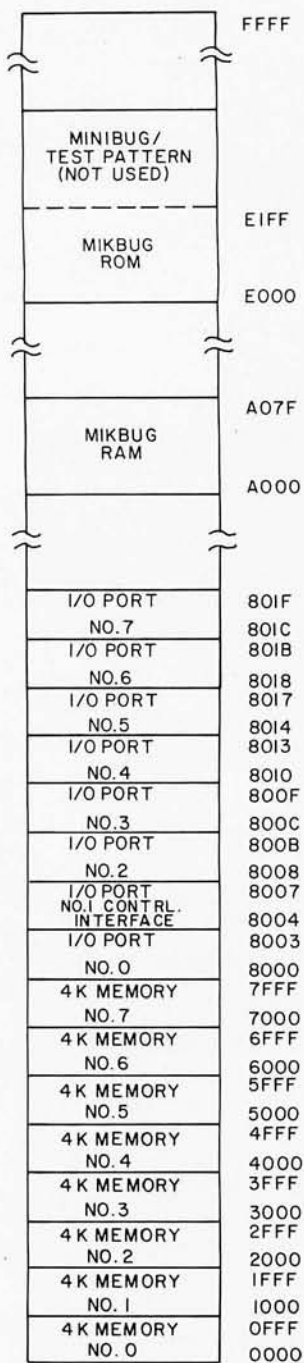 FFFF
MINIBUG/
TEST PATTERN
(NOT USED)
E1FF
MIKBUG
ROM
E000
A07F
MIKBUG
RAM
A000
I/O PORT 801F
NO.7 801C
I/O PORT 801B
NO.6 8018
I/O PORT 8017
NO.5 8014
I/O PORT 8013
NO.4 8010
I/O PORT 800F
NO.3 800C
I/O PORT 800B
NO.2 8008
I/O PORT 8007
NO.1 CONTRL.
INTERFACE 8004
I/O PORT 8003
NO.0 8000
4K MEMORY 7FFF
NO.7 7000
4K MEMORY 6FFF
NO.6 6000
4K MEMORY 5FFF
NO.5 5000
4K MEMORY 4FFF
NO.4 4000
4K MEMORY 3FFF
NO.3 3000
4K MEMORY 2FFF
NO.2 2000
4K MEMORY 1FFF
NO.1 1000
4K MEMORY 0FFF
NO.0 0000